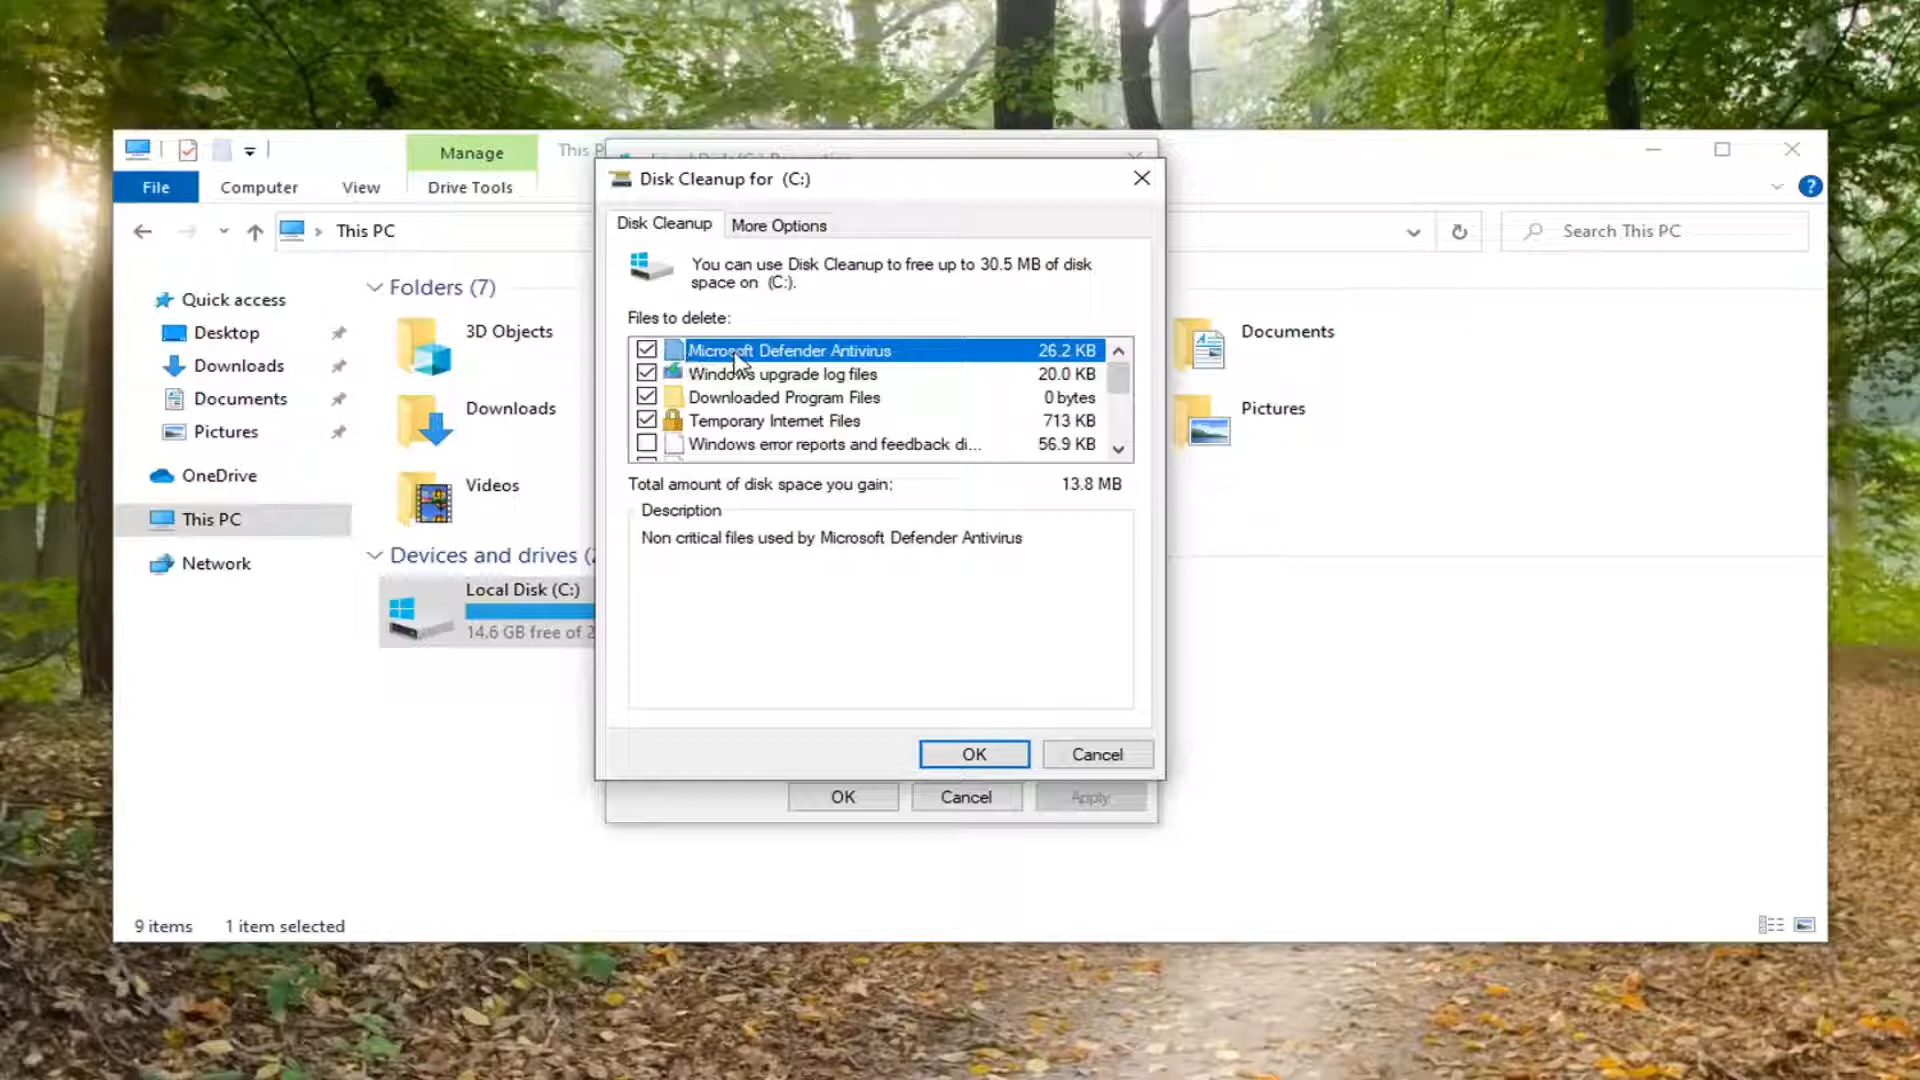 Manage
This P
Disk Cleanup for (C:)
File
Computer
View
Drive Tools
This PC
Search This PC
Disk Cleanup
More Options
You can use Disk Cleanup to free up to 30.5 MB of disk
space on (C:).
Quick access
Desktop
Downloads
Documents
Pictures
OneDrive
This PC
Network
Folders (7)
3D Objects
Downloads
Videos
Documents
Pictures
Devices and drives (
Local Disk (C:)
14.6 GB free of 2
Files to delete:
Microsoft Defender Antivirus 26.2 KB
Windows upgrade log files 20.0 KB
Downloaded Program Files 0 bytes
Temporary Internet Files 713 KB
Windows error reports and feedback di... 56.9 KB
Total amount of disk space you gain: 13.8 MB
Description
Non critical files used by Microsoft Defender Antivirus
OK
Cancel
OK
Cancel
Apply
9 items
1 item selected